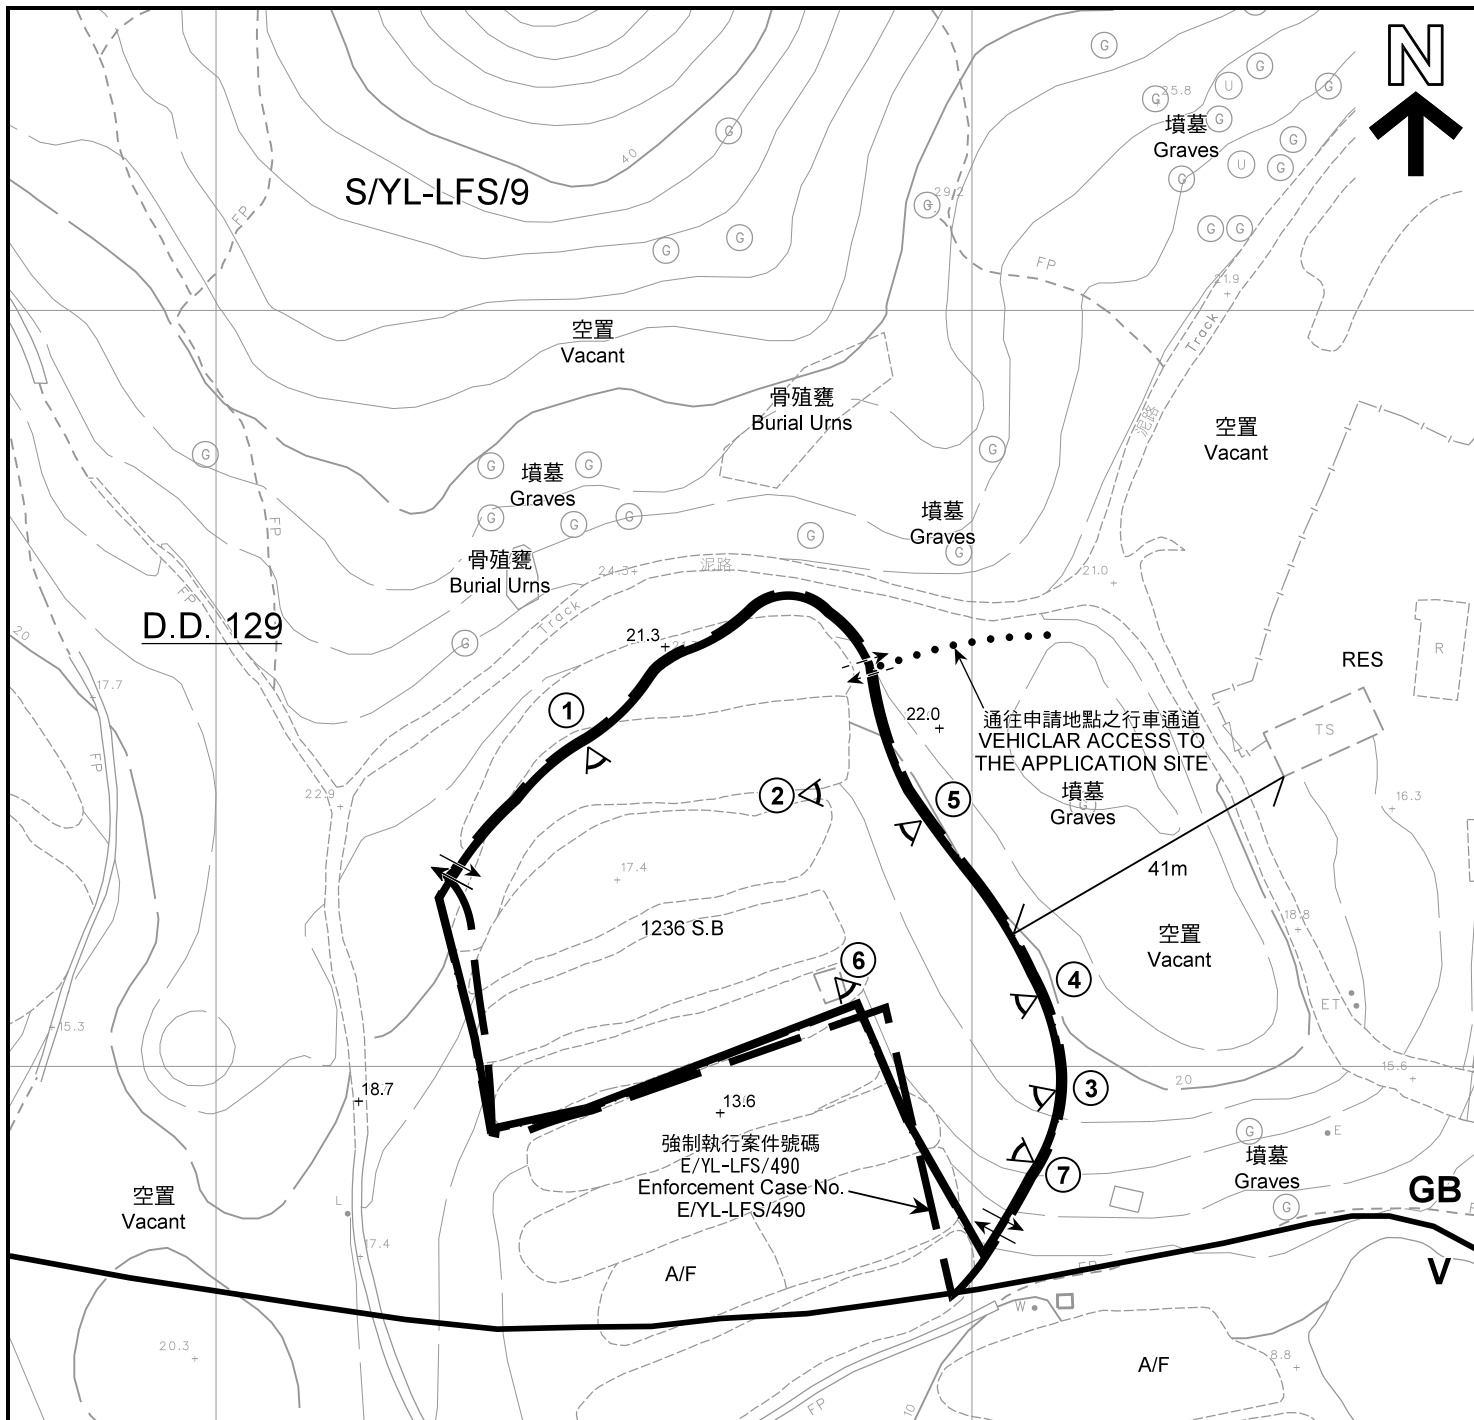 N
G
G
G
U
G
25.8
G
墳墓
Graves
G
G
U
G
G
40
S/YL-LFS/9
29.2
G
G
G
FP
G
G
FP
21.9
Track
空置
Vacant
骨殖甕
Burial Urns
泥路
空置
Vacant
G
G
G
G
墳墓
Graves
G
G
G
FP
墳墓
Graves
G
G
骨殖甕
Burial Urns
24.3
泥路
21.0
FP
Track
D.D. 129
20
G
21.3
R
RES
17.7
1
22.0
通往申請地點之行車通道
VEHICLAR ACCESS TO
THE APPLICATION SITE
TS
FP
墳墓
Graves
G
22.9
2
5
16.3
17.4
41m
1236 S.B
18.8
空置
Vacant
6
4
ET
15.3
15.6
20
3
18.7
13.6
強制執行案件號碼
E/YL-LFS/490
Enforcement Case No.
E/YL-LFS/490
G
E
墳墓
Graves
7
空置
Vacant
L
GB
G
17.4
A/F
FP
V
W
20.3
A/F
8.8
FP
10